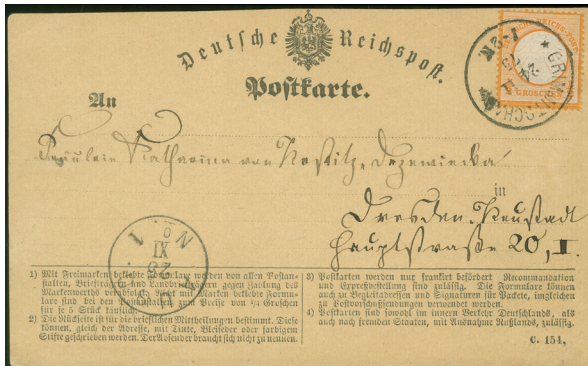 Deutsche Reichspost.
Postkarte.
An
Fräulein Katharina von Nostitz,
in
Dresden. Neustadt
Hauptstraße 20, I.
GROSCHEN
1) Mit Freimarken beklebte Formulare werden von allen Postan-
stalten, Briefträgern und Landbriefträgern gegen Zahlung des
Markenwerths verabfolgt. Nicht mit Marken beklebte Formu-
lare sind bei den Postanstalten zum Preise von ¼ Groschen
für je 5 Stück käuflich.
2) Die Rückseite ist für die brieflichen Mittheilungen bestimmt. Diese
können, gleich der Adresse, mit Tinte, Bleifeder oder farbigem
Stifte geschrieben werden. Der Absender braucht sich nicht zu nennen.
3) Postkarten werden nur frankirt befördert. Recommandation
und Expreßbestellung sind zulässig. Die Formulare können
auch zu Begleitadressen und Signaturen für Packete, ingleichen
zu Postvorschußsendungen verwendet werden.
4) Postkarten sind sowohl im innern Verkehr Deutschlands, als
auch nach fremden Staaten, mit Ausnahme Rußlands, zulässig.
C. 154.